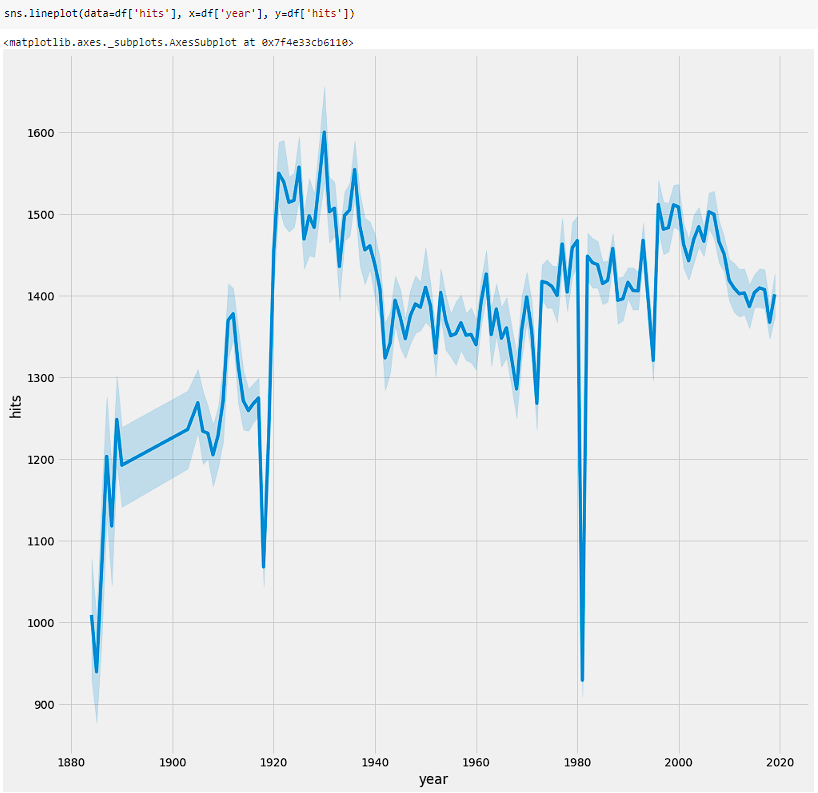 sns.lineplot(data=df['hits'], x=df['year'], y=df['hits'])
<matplotlib.axes._subplots.AxesSubplot at 0x7f4e33cb6110>
1600
1500
1400
1300
hits
1200
1100
1000
900
1880 1900 1920 1940 1960 1980 2000 2020
year